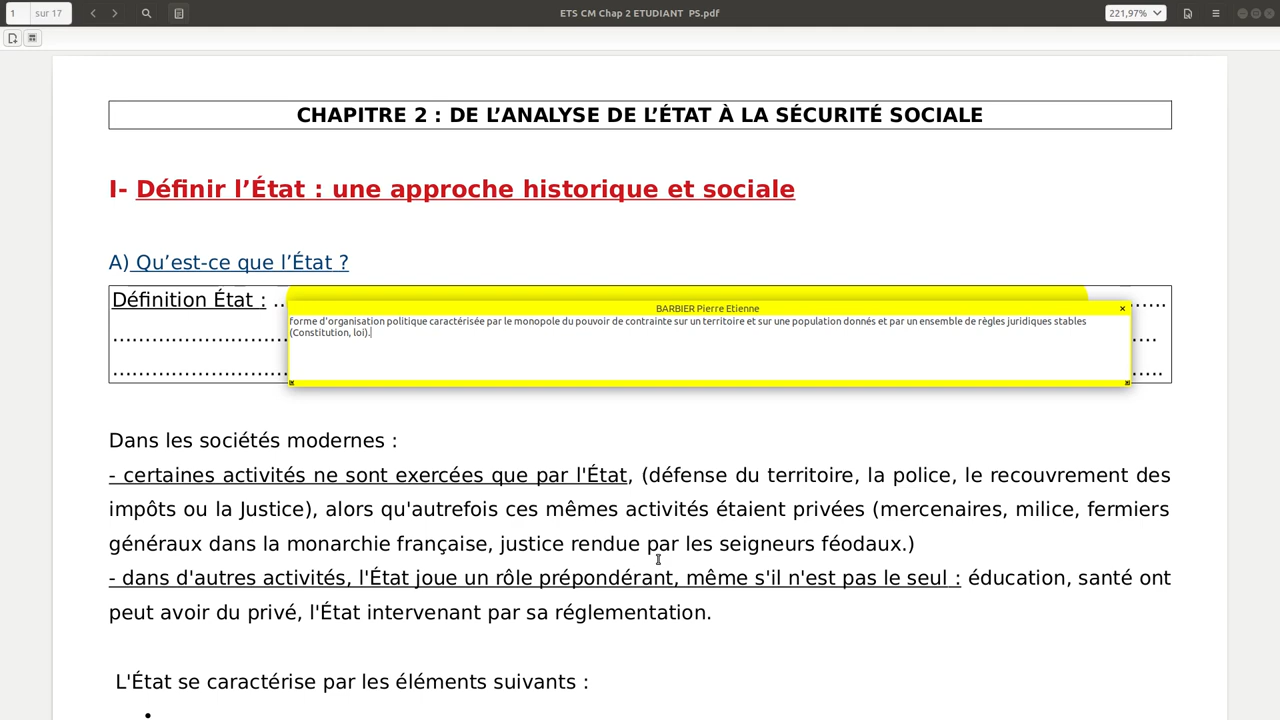 1 sur 17
ETS CM Chap 2 ETUDIANT PS.pdf
221,97%
CHAPITRE 2 : DE L’ANALYSE DE L’ÉTAT À LA SÉCURITÉ SOCIALE
I- Définir l’État : une approche historique et sociale
A) Qu’est-ce que l’État ?
Définition État : ..
BARBIER Pierre Etienne
forme d'organisation politique caractérisée par le monopole du pouvoir de contrainte sur un territoire et sur une population donnés et par un ensemble de règles juridiques stables
(Constitution, loi).
Dans les sociétés modernes :
- certaines activités ne sont exercées que par l'État, (défense du territoire, la police, le recouvrement des
impôts ou la Justice), alors qu'autrefois ces mêmes activités étaient privées (mercenaires, milice, fermiers
généraux dans la monarchie française, justice rendue par les seigneurs féodaux.)
- dans d'autres activités, l'État joue un rôle prépondérant, même s'il n'est pas le seul : éducation, santé ont
peut avoir du privé, l'État intervenant par sa réglementation.
L'État se caractérise par les éléments suivants :
•